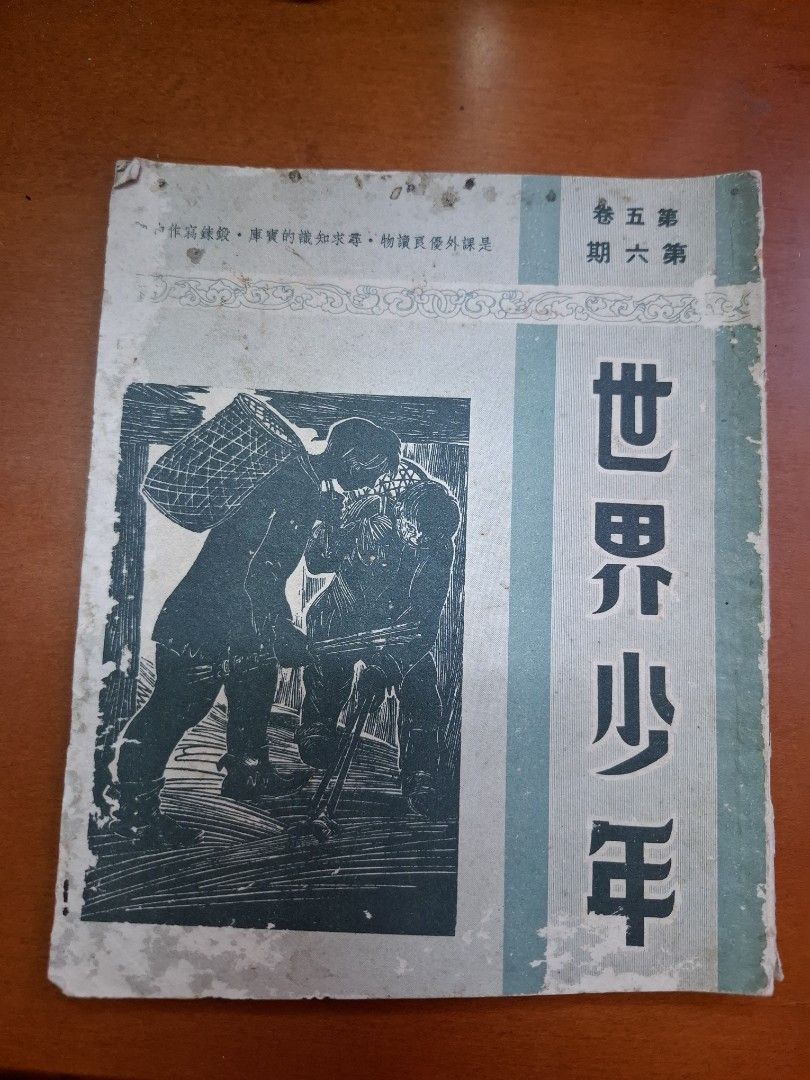 第五卷
第六期
是課外優良讀物・尋求知識的寶庫・鍛鍊寫作
世界少年